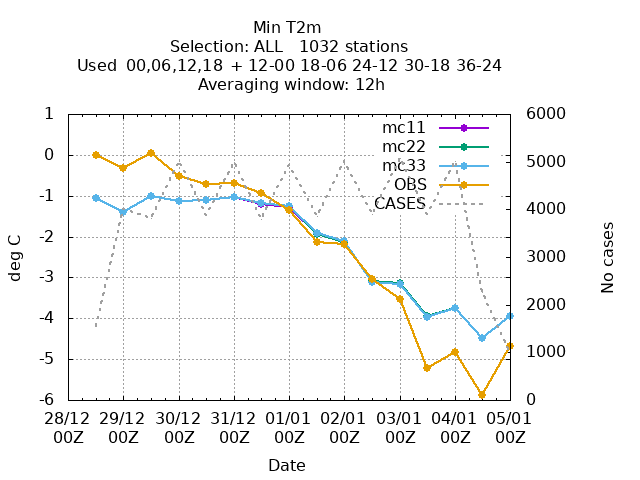 Min T2m
Selection: ALL   1032 stations
Used  00,06,12,18  + 12-00 18-06 24-12 30-18 36-24
Averaging window: 12h
1
0
-1
-2
-3
-4
-5
-6
deg C
6000
5000
4000
3000
2000
1000
0
No cases
mc11
mc22
mc33
OBS
CASES
28/12 29/12 30/12 31/12 01/01 02/01 03/01 04/01 05/01
00Z 00Z 00Z 00Z 00Z 00Z 00Z 00Z 00Z
Date